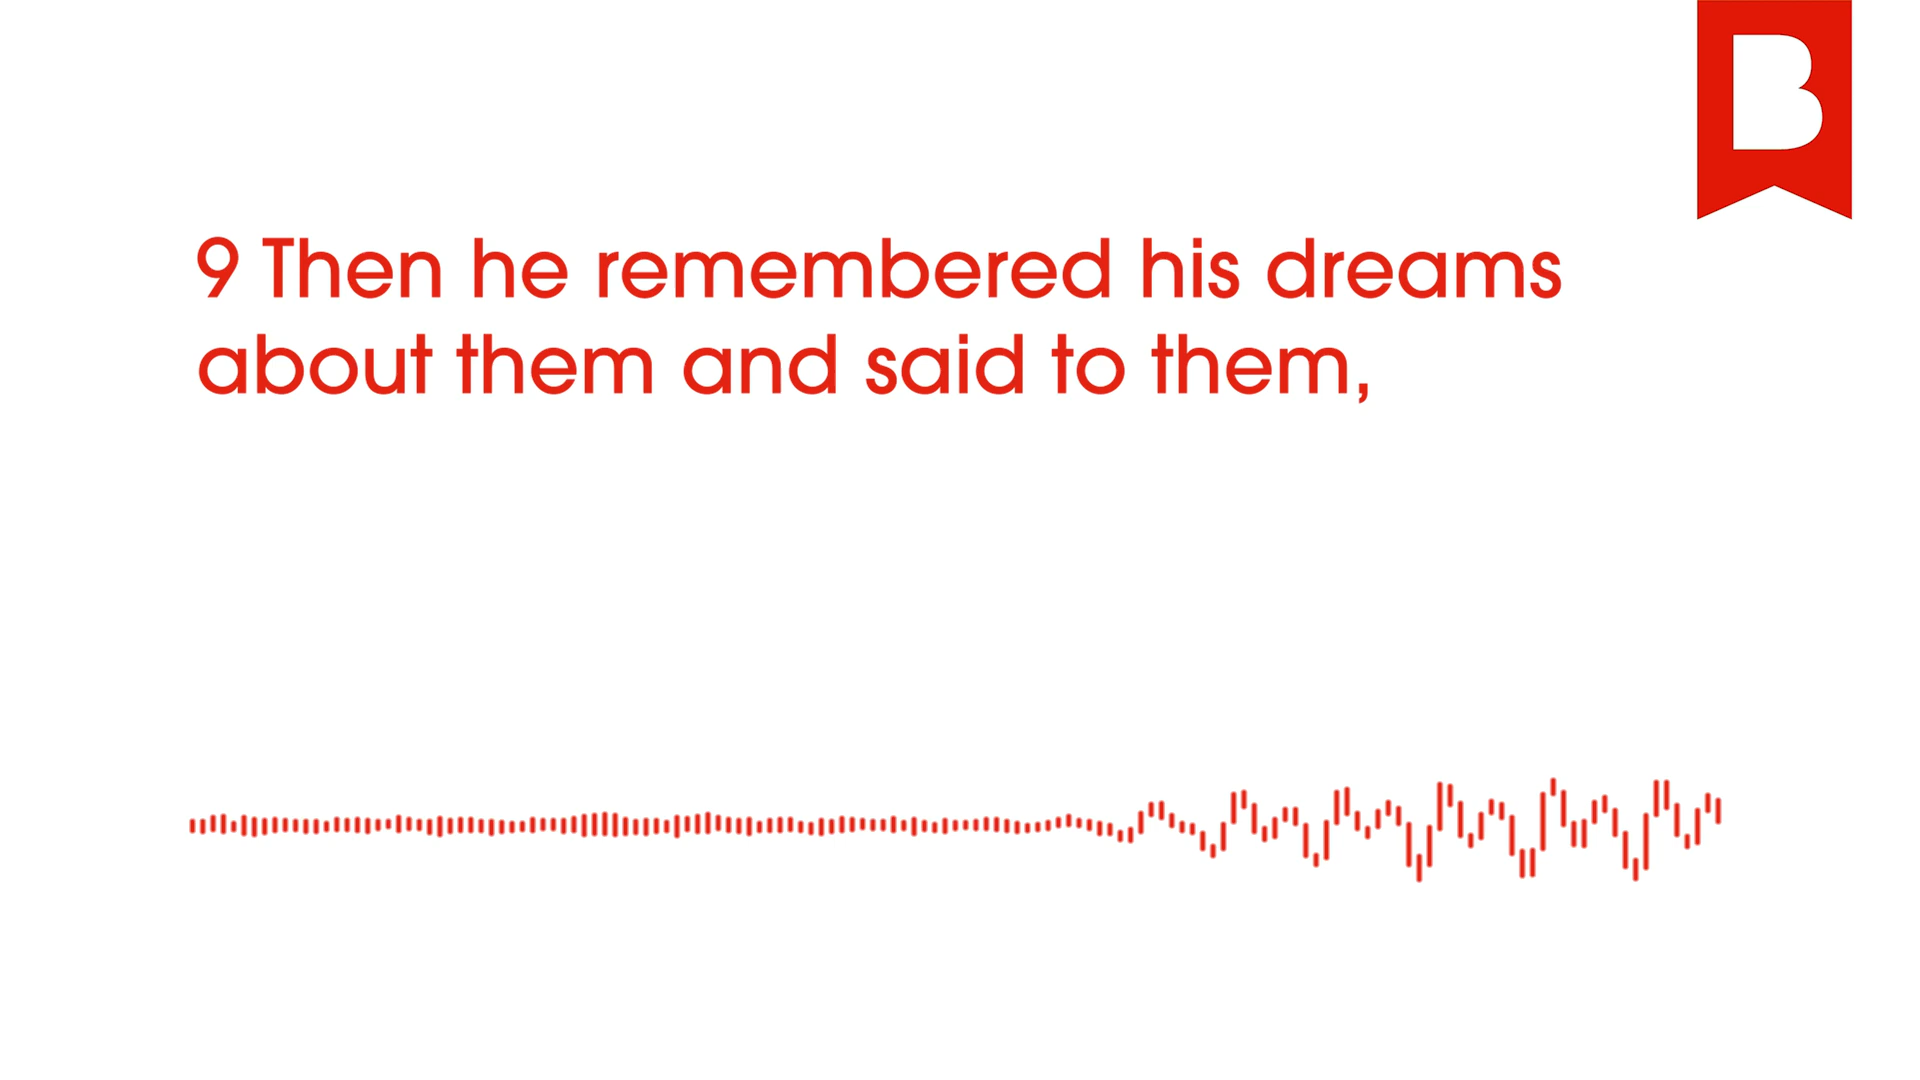 B
9 Then he remembered his dreams
about them and said to them,